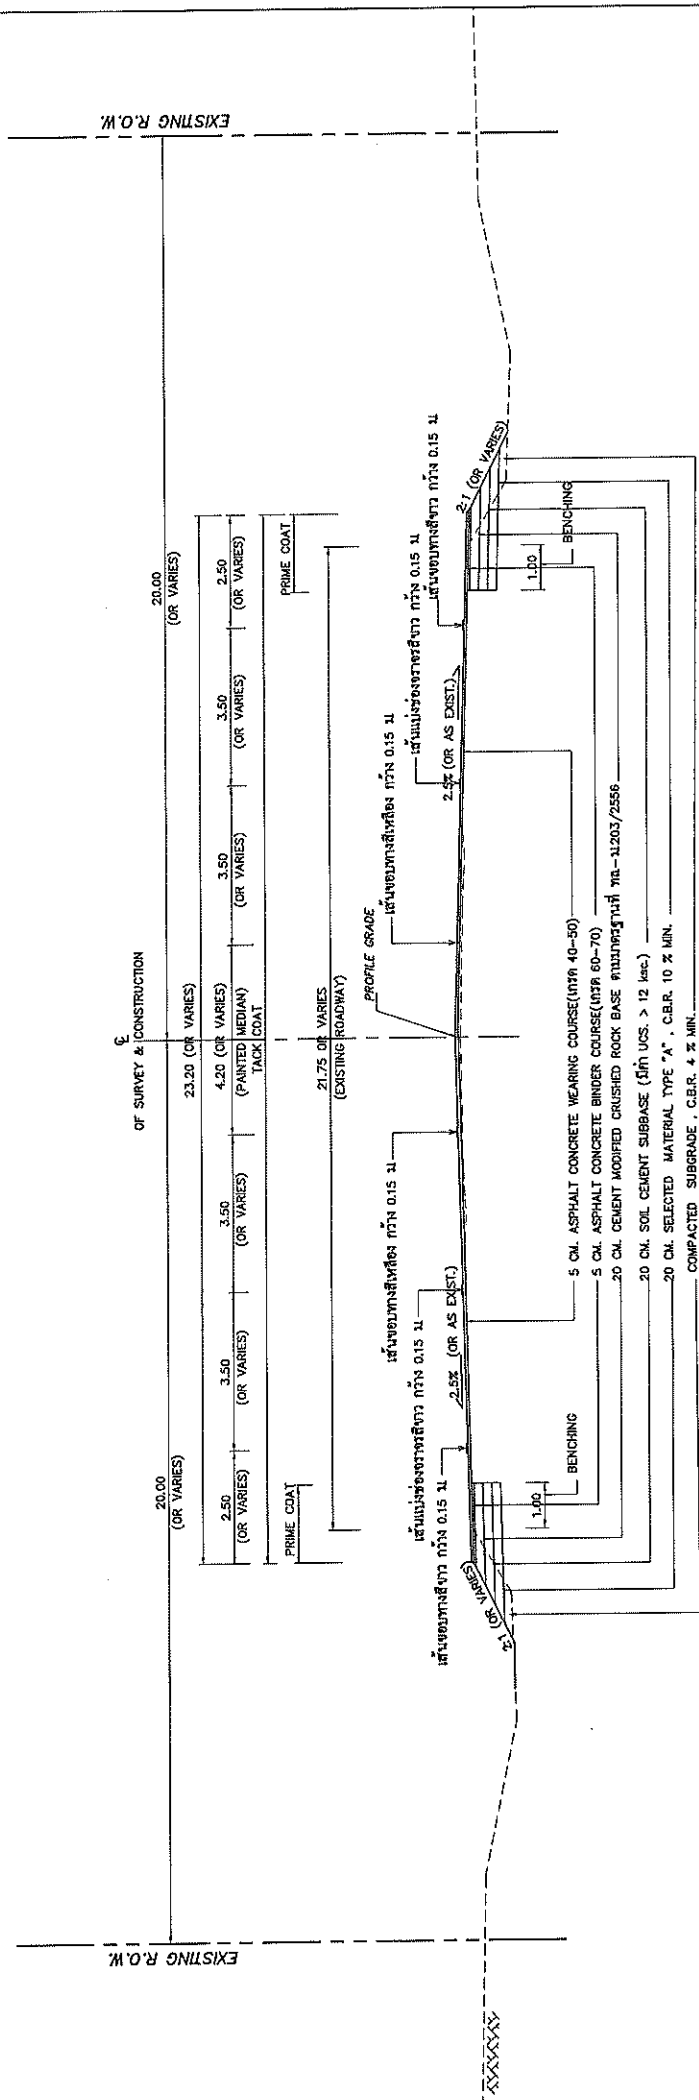 EXISTING R.O.W.
EXISTING R.O.W.
℄
OF SURVEY & CONSTRUCTION
20.00
(OR VARIES)
20.00
(OR VARIES)
23.20 (OR VARIES)
2.50
(OR VARIES)
3.50
(OR VARIES)
3.50
(OR VARIES)
4.20 (OR VARIES)
(PAINTED MEDIAN)
3.50
(OR VARIES)
3.50
(OR VARIES)
2.50
(OR VARIES)
TACK COAT
PRIME COAT
PRIME COAT
21.75 OR VARIES
(EXISTING ROADWAY)
PROFILE GRADE
เส้นขอบทางสีเหลือง กว้าง 0.15 ม
เส้นขอบทางสีเหลือง กว้าง 0.15 ม
เส้นแบ่งช่องจราจรสีขาว กว้าง 0.15 ม
เส้นแบ่งช่องจราจรสีขาว กว้าง 0.15 ม
เส้นขอบทางสีขาว กว้าง 0.15 ม
เส้นขอบทางสีขาว กว้าง 0.15 ม
2.5% (OR AS EXIST.)
2.5% (OR AS EXIST.)
2:1 (OR VARIES)
2:1 (OR VARIES)
1.00
1.00
BENCHING
BENCHING
5 CM. ASPHALT CONCRETE WEARING COURSE(เกรด 40-50)
5 CM. ASPHALT CONCRETE BINDER COURSE(เกรด 60-70)
20 CM. CEMENT MODIFIED CRUSHED ROCK BASE ตามมาตรฐานที่ ทล-ม203/2556
20 CM. SOIL CEMENT SUBBASE (มีค่า UCS. > 12 ksc.)
20 CM. SELECTED MATERIAL TYPE "A" , C.B.R. 10 % MIN.
COMPACTED SUBGRADE , C.B.R. 4 % MIN.